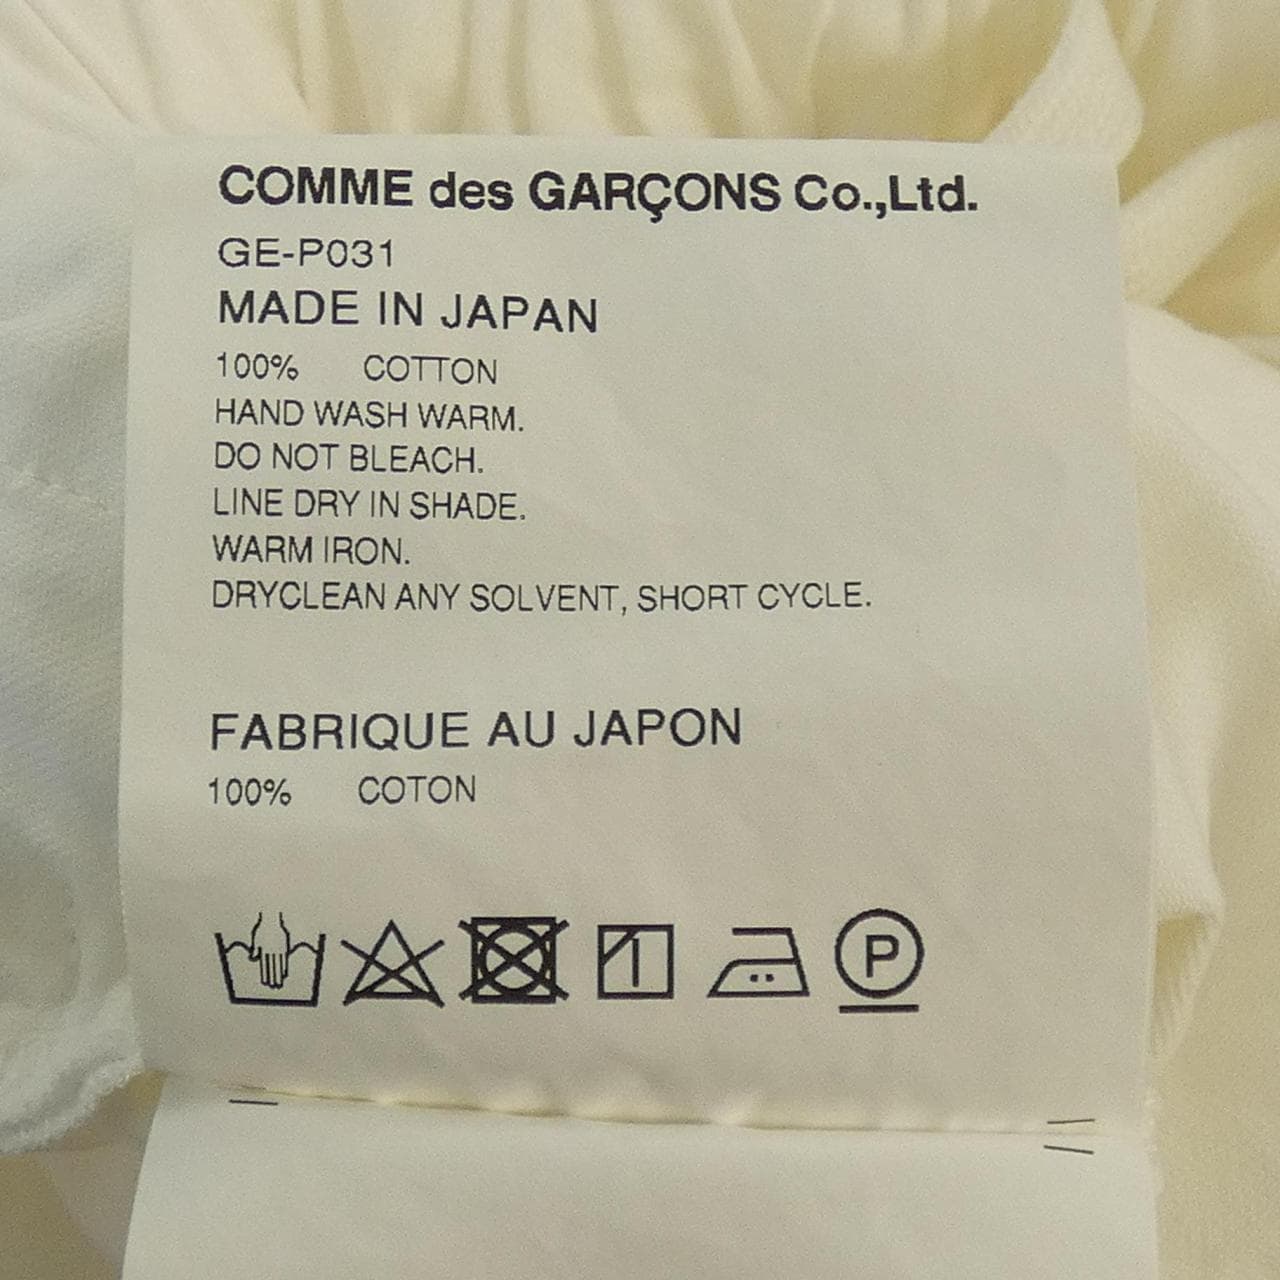 COMME des GARÇONS Co.,Ltd.
GE-P031
MADE IN JAPAN
100% COTTON
HAND WASH WARM.
DO NOT BLEACH.
LINE DRY IN SHADE.
WARM IRON.
DRYCLEAN ANY SOLVENT, SHORT CYCLE.
FABRIQUE AU JAPON
100% COTON
P